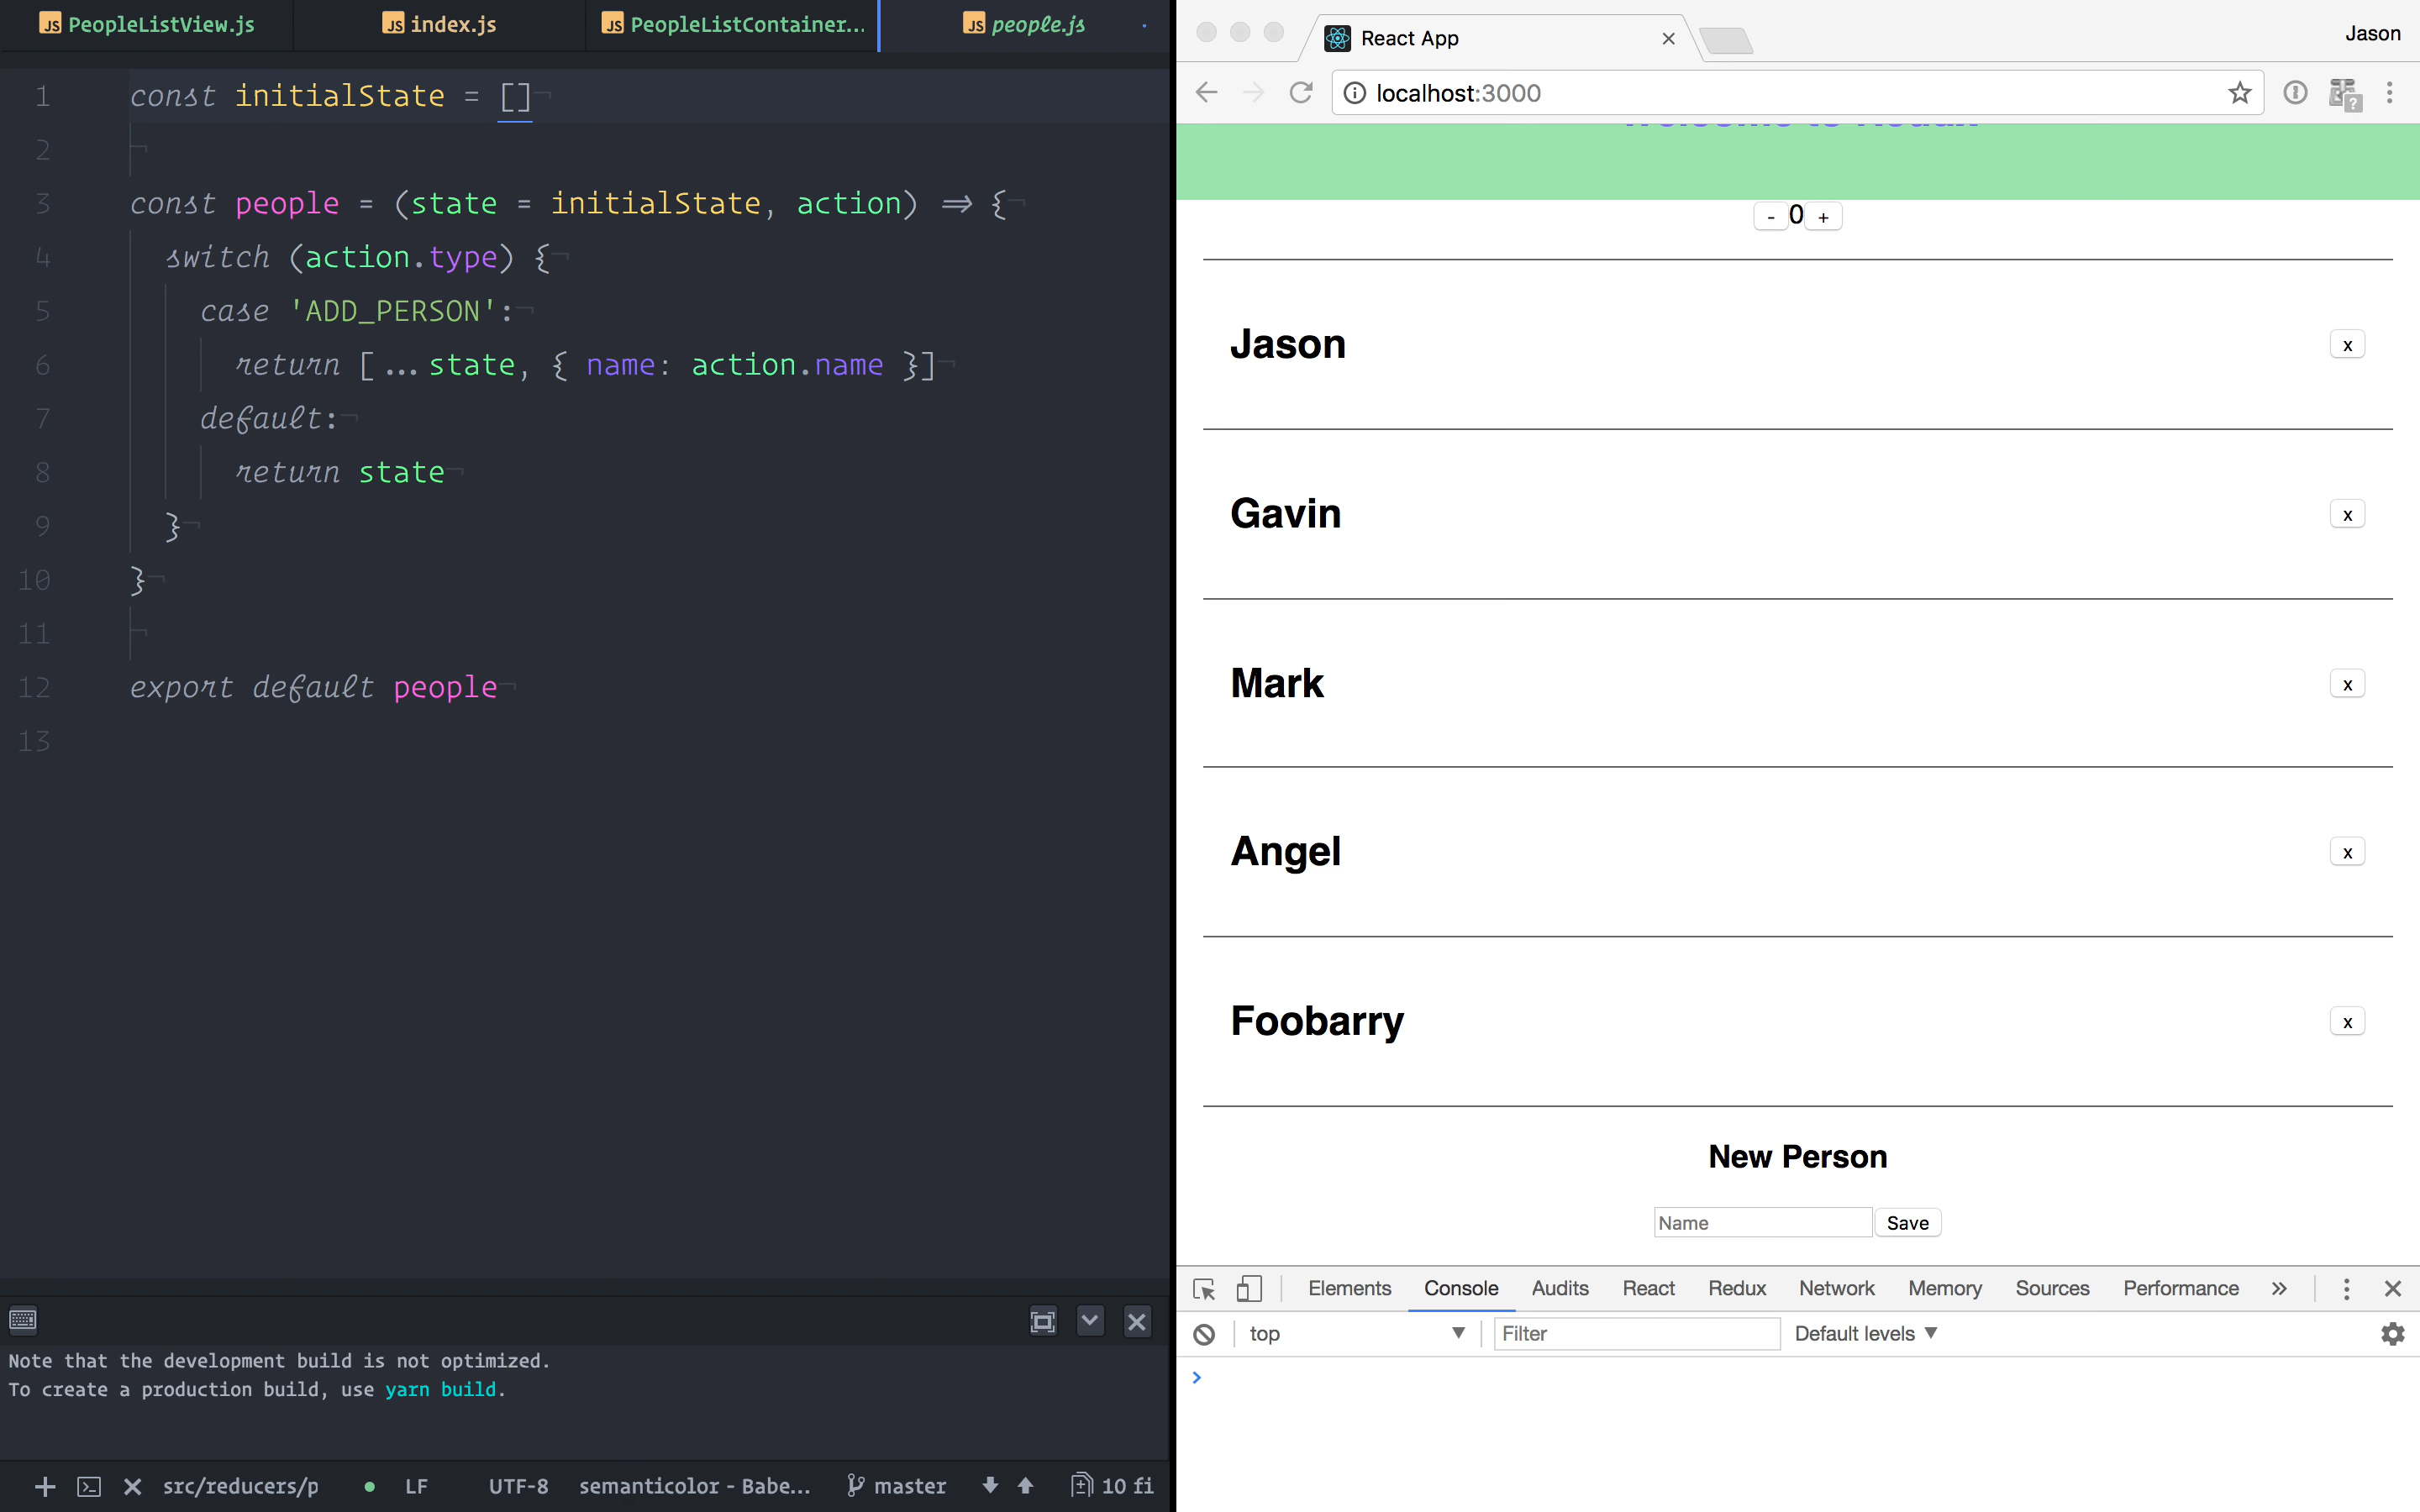 PeopleListView.js
index.js
PeopleListContainer...
people.js
1 const initialState = []
2
3 const people = (state = initialState, action) => {
4 switch (action.type) {
5 case 'ADD_PERSON':
6 return [...state, { name: action.name }]
7 default:
8 return state
9 }
10 }
11
12 export default people
13
Note that the development build is not optimized.
To create a production build, use yarn build.
src/reducers/p LF UTF-8 semanticolor - Babe... master 10 fi
React App
Jason
localhost:3000
- 0 +
Jason x
Gavin x
Mark x
Angel x
Foobarry x
New Person
Name Save
Elements Console Audits React Redux Network Memory Sources Performance »
top Filter Default levels
>